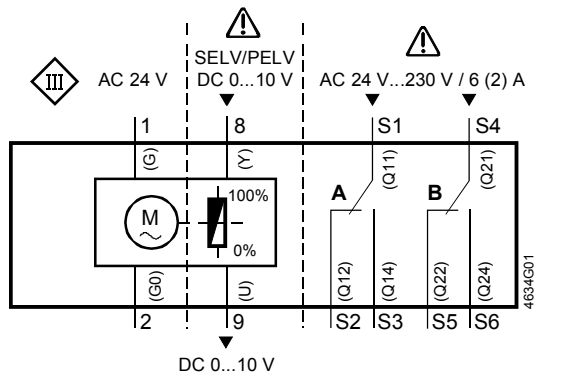 SELV/PELV
III AC 24 V DC 0...10 V AC 24 V...230 V / 6 (2) A
1 8 S1 S4
(G) (Y) (Q11) (Q21)
100%
A B
M
0%
(G0) (U) (Q12) (Q14) (Q22) (Q24)
2 9 S2 S3 S5 S6
4634G01
DC 0...10 V